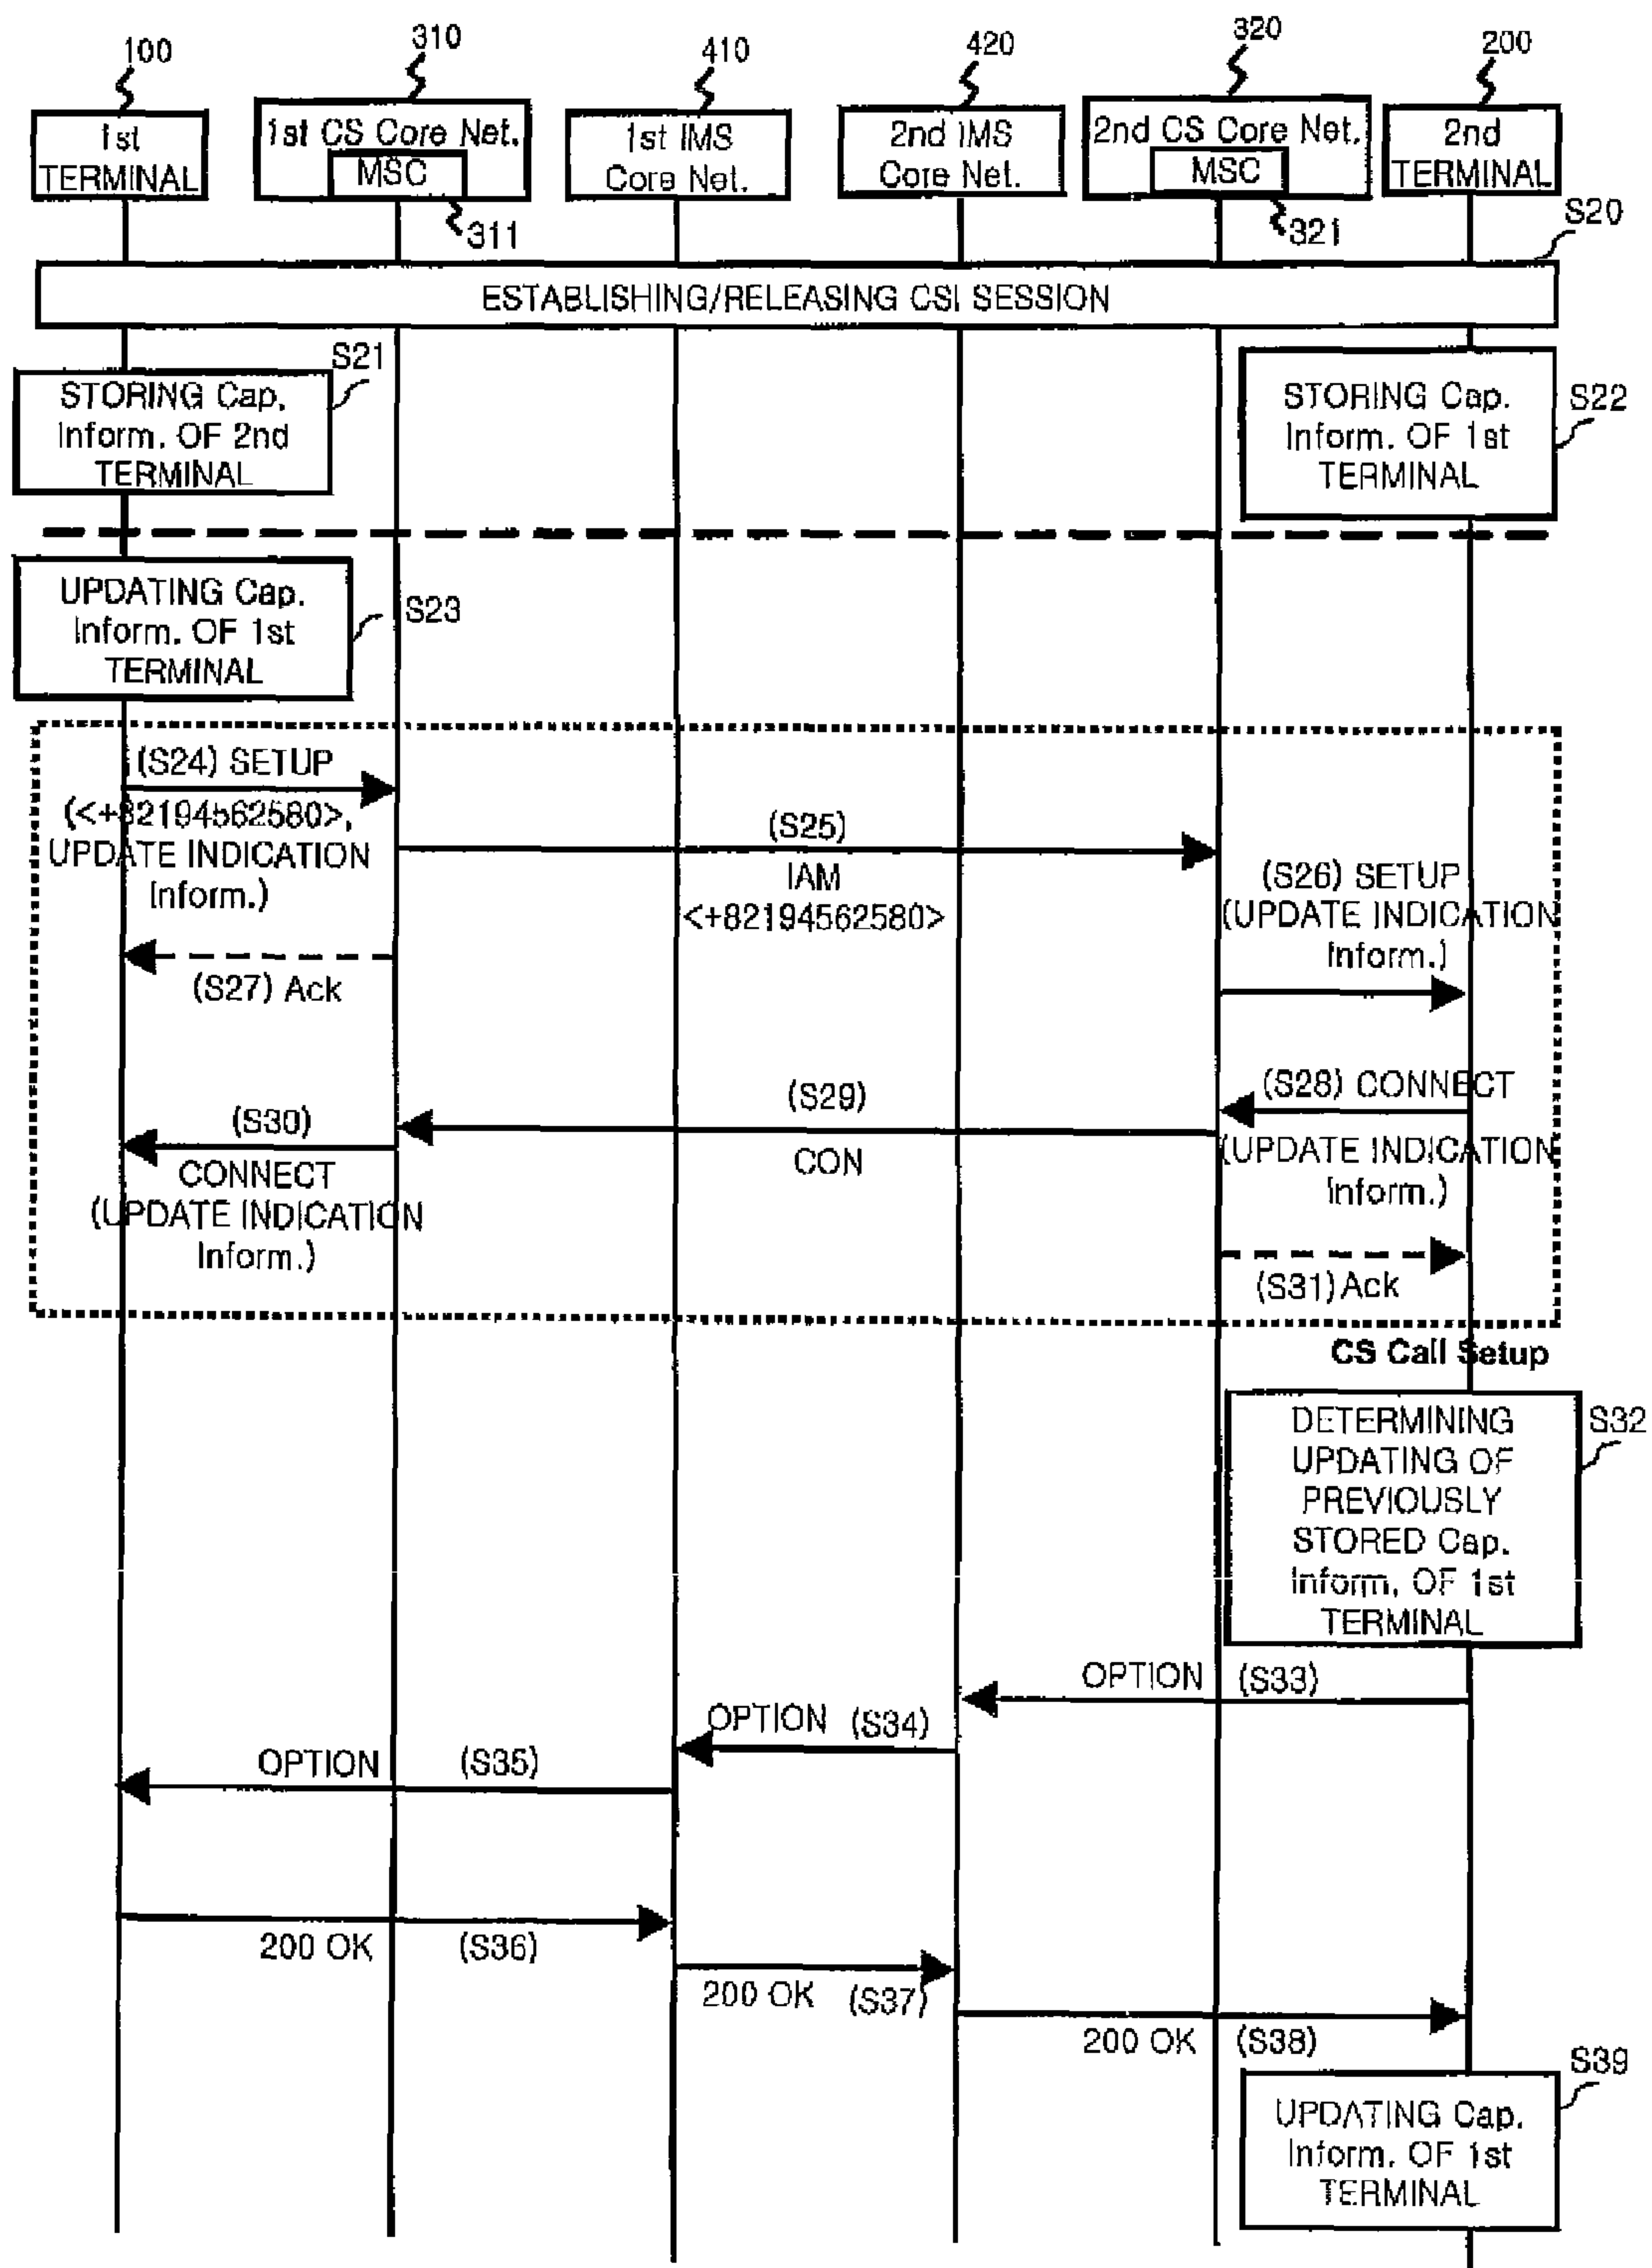 100
310
410
420
320
200
1st
TERMINAL
1st CS Core Net.
MSC
311
1st IMS
Core Net.
2nd IMS
Core Net.
2nd CS Core Net.
MSC
321
2nd
TERMINAL
S20
ESTABLISHING/RELEASING CSI SESSION
S21
STORING Cap.
Inform. OF 2nd
TERMINAL
STORING Cap.
Inform. OF 1st
TERMINAL
S22
UPDATING Cap.
Inform. OF 1st
TERMINAL
S23
(S24) SETUP
(<+82194562580>,
UPDATE INDICATION
Inform.)
(S25)
IAM
<+82194562580>
(S26) SETUP
(UPDATE INDICATION
Inform.)
(S27) Ack
(S28) CONNECT
(UPDATE INDICATION
Inform.)
(S29)
CON
(S30)
CONNECT
(UPDATE INDICATION
Inform.)
(S31) Ack
CS Call Setup
DETERMINING
UPDATING OF
PREVIOUSLY
STORED Cap.
Inform. OF 1st
TERMINAL
S32
OPTION (S33)
OPTION (S34)
OPTION (S35)
200 OK (S36)
200 OK (S37)
200 OK (S38)
S39
UPDATING Cap.
Inform. OF 1st
TERMINAL